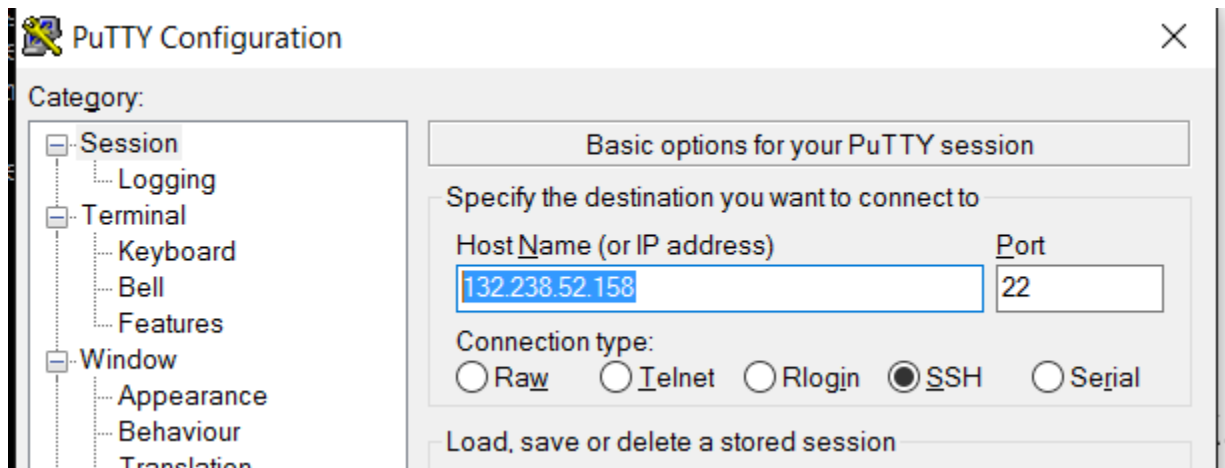 PuTTY Configuration
Category:
Session
Logging
Terminal
Keyboard
Bell
Features
Window
Appearance
Behaviour
Translation
Basic options for your PuTTY session
Specify the destination you want to connect to
Host Name (or IP address)
Port
132.238.52.158
22
Connection type:
Raw
Telnet
Rlogin
SSH
Serial
Load, save or delete a stored session